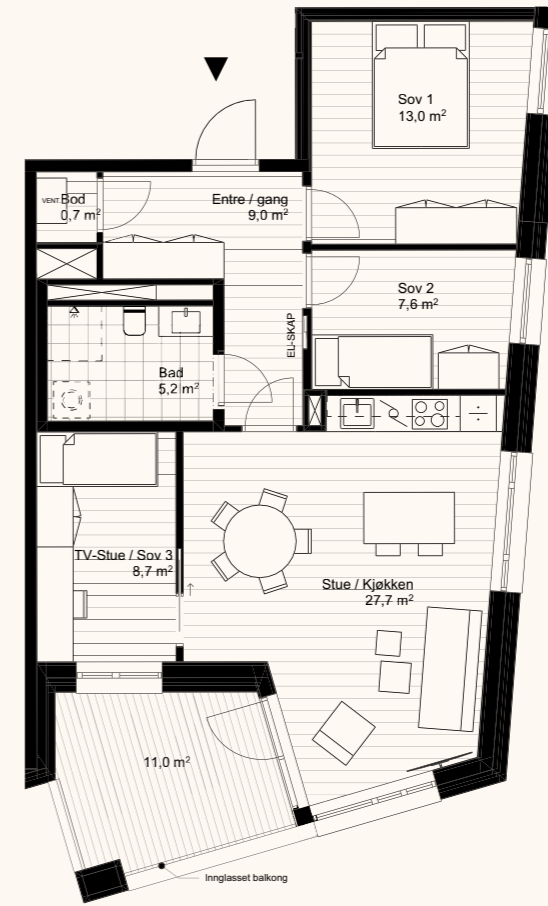 Sov 1
13,0 m²
VENT.
Bod
0,7 m²
Entre / gang
9,0 m²
Sov 2
7,6 m²
EL-SKAP
Bad
5,2 m²
TV-Stue / Sov 3
8,7 m²
Stue / Kjøkken
27,7 m²
11,0 m²
Innglasset balkong